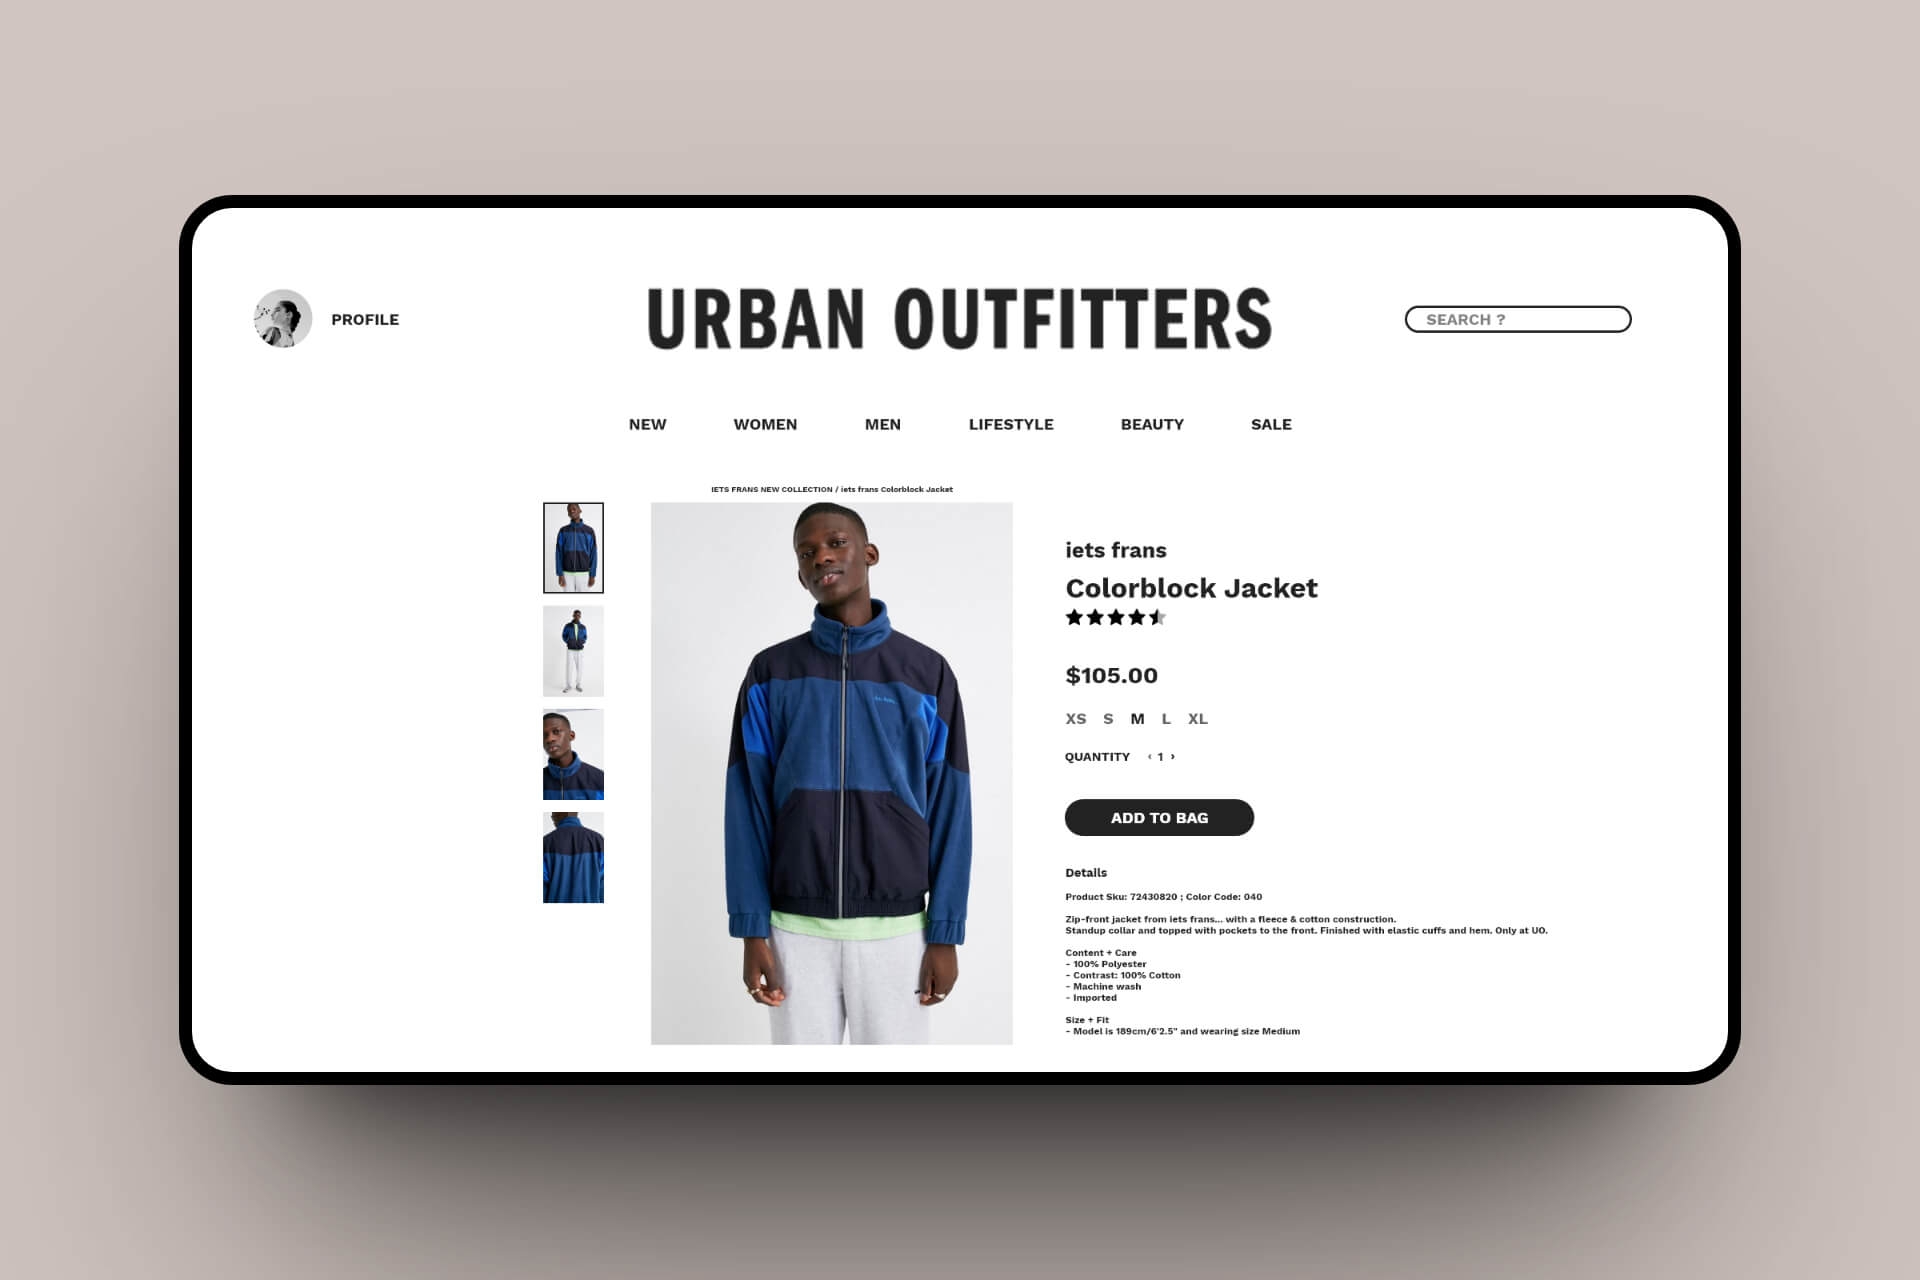 PROFILE
URBAN OUTFITTERS
SEARCH ?
NEW WOMEN MEN LIFESTYLE BEAUTY SALE
IETS FRANS NEW COLLECTION / iets frans Colorblock Jacket
iets frans
Colorblock Jacket
$105.00
XS S M L XL
QUANTITY ‹ 1 ›
ADD TO BAG
Details
Product Sku: 72430820 ; Color Code: 040
Zip-front jacket from iets frans... with a fleece & cotton construction.
Standup collar and topped with pockets to the front. Finished with elastic cuffs and hem. Only at UO.
Content + Care
- 100% Polyester
- Contrast: 100% Cotton
- Machine wash
- Imported
Size + Fit
- Model is 189cm/6'2.5" and wearing size Medium